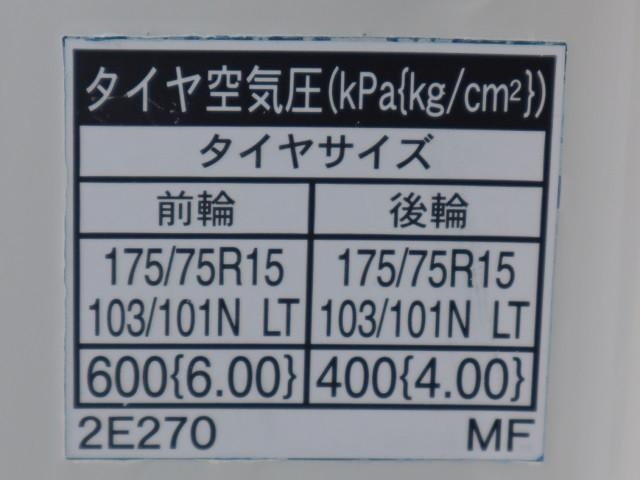 タイヤ空気圧(kPa{kg/cm²})
タイヤサイズ
前輪 後輪
175/75R15 175/75R15
103/101N LT 103/101N LT
600{6.00} 400{4.00}
2E270 MF